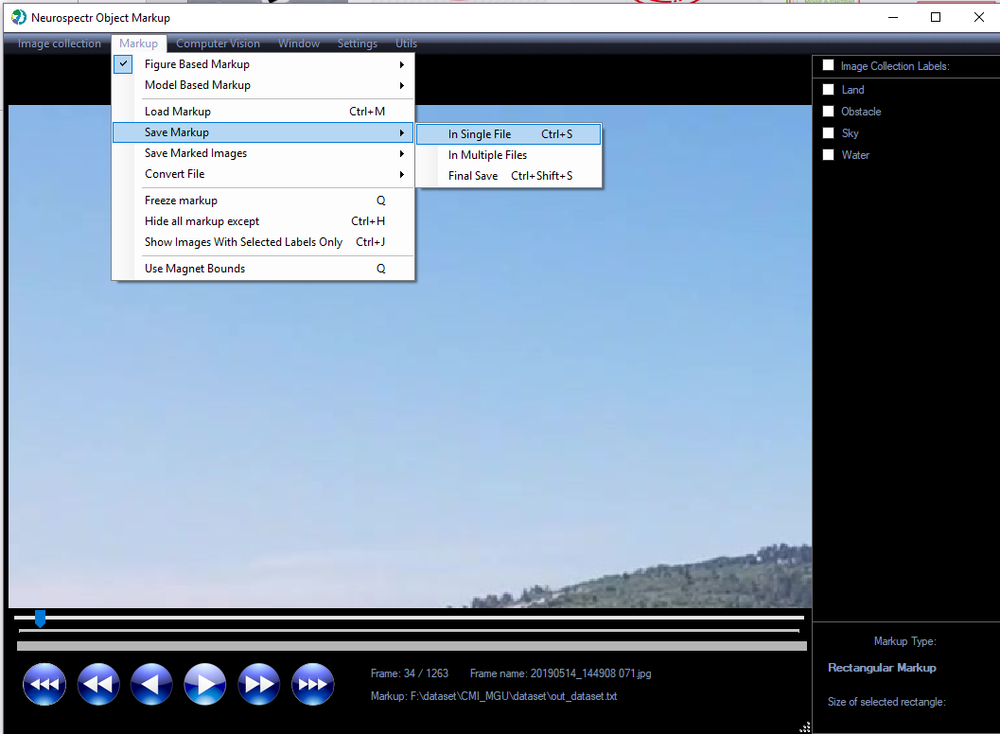 Neurospectr Object Markup
Image collection Markup Computer Vision Window Settings Utils
Figure Based Markup
Model Based Markup
Load Markup Ctrl+M
Save Markup
Save Marked Images
Convert File
Freeze markup Q
Hide all markup except Ctrl+H
Show Images With Selected Labels Only Ctrl+J
Use Magnet Bounds Q
In Single File Ctrl+S
In Multiple Files
Final Save Ctrl+Shift+S
Image Collection Labels:
Land
Obstacle
Sky
Water
Markup Type:
Rectangular Markup
Size of selected rectangle:
Frame: 34 / 1263 Frame name: 20190514_144908 071.jpg
Markup: F:\dataset\CMI_MGU\dataset\out_dataset.txt